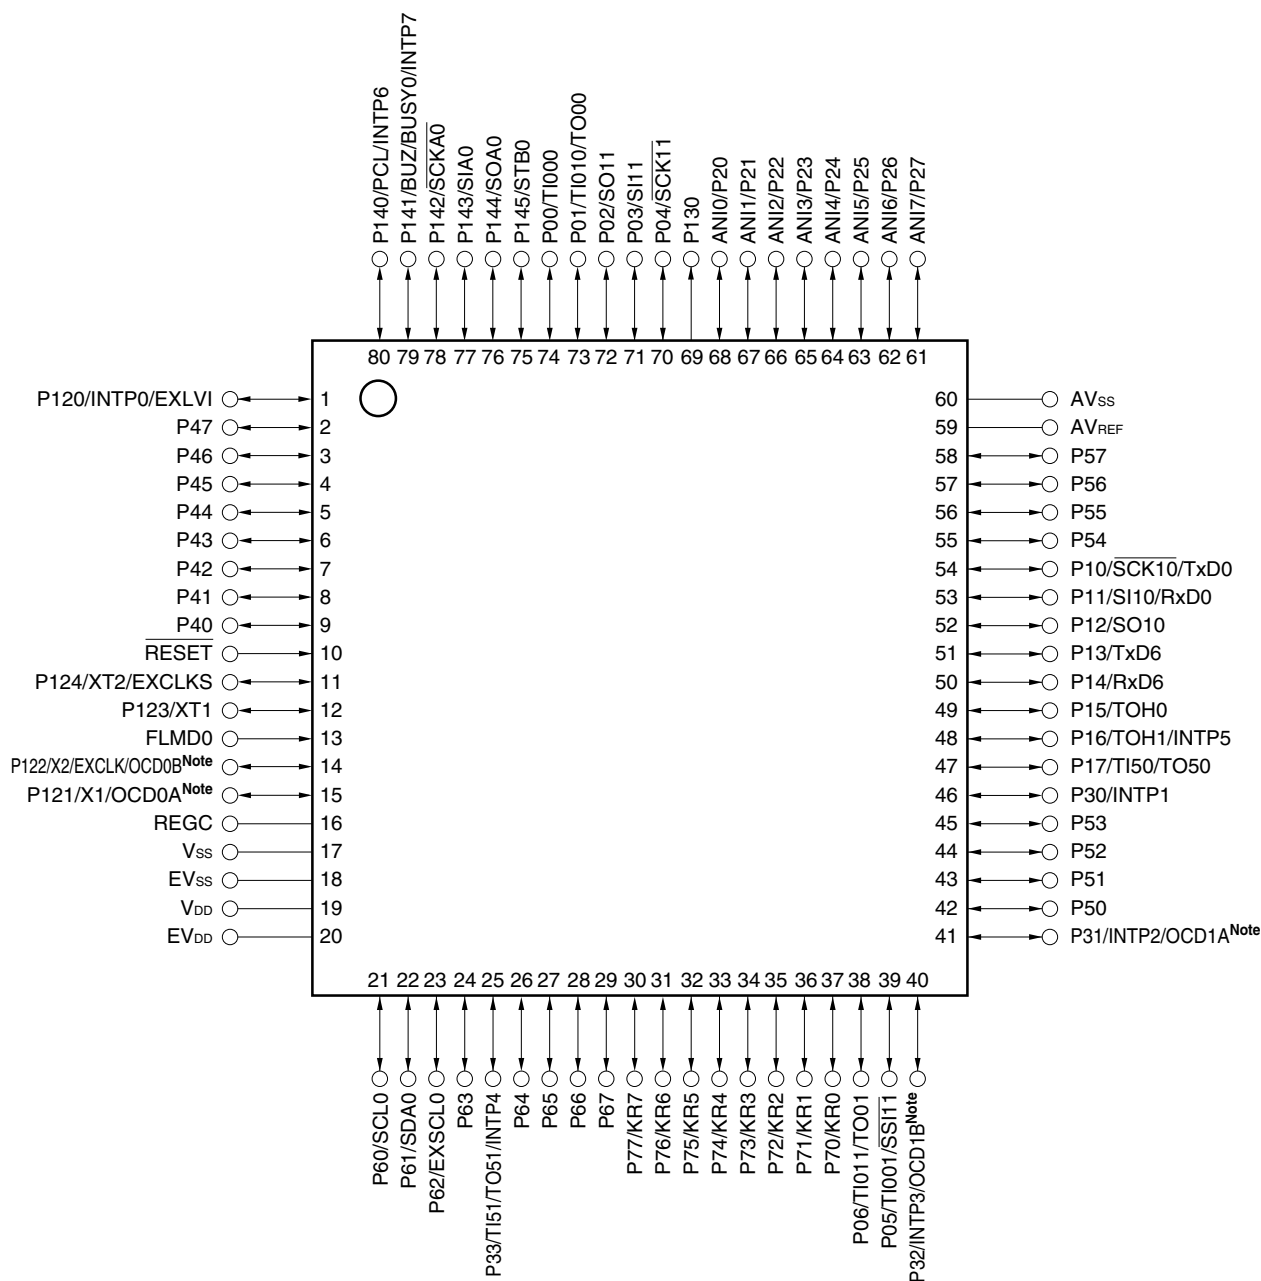 P140/PCL/INTP6
P141/BUZ/BUSY0/INTP7
P142/SCKA0
P143/SIA0
P144/SOA0
P145/STB0
P00/TI000
P01/TI010/TO00
P02/SO11
P03/SI11
P04/SCK11
P130
ANI0/P20
ANI1/P21
ANI2/P22
ANI3/P23
ANI4/P24
ANI5/P25
ANI6/P26
ANI7/P27
80 79 78 77 76 75 74 73 72 71 70 69 68 67 66 65 64 63 62 61
P120/INTP0/EXLVI 1
P47 2
P46 3
P45 4
P44 5
P43 6
P42 7
P41 8
P40 9
RESET 10
P124/XT2/EXCLKS 11
P123/XT1 12
FLMD0 13
P122/X2/EXCLK/OCD0BNote 14
P121/X1/OCD0ANote 15
REGC 16
VSS 17
EVSS 18
VDD 19
EVDD 20
60 AVSS
59 AVREF
58 P57
57 P56
56 P55
55 P54
54 P10/SCK10/TxD0
53 P11/SI10/RxD0
52 P12/SO10
51 P13/TxD6
50 P14/RxD6
49 P15/TOH0
48 P16/TOH1/INTP5
47 P17/TI50/TO50
46 P30/INTP1
45 P53
44 P52
43 P51
42 P50
41 P31/INTP2/OCD1ANote
21 22 23 24 25 26 27 28 29 30 31 32 33 34 35 36 37 38 39 40
P60/SCL0
P61/SDA0
P62/EXSCL0
P63
P33/TI51/TO51/INTP4
P64
P65
P66
P67
P77/KR7
P76/KR6
P75/KR5
P74/KR4
P73/KR3
P72/KR2
P71/KR1
P70/KR0
P06/TI011/TO01
P05/TI001/SSI11
P32/INTP3/OCD1BNote